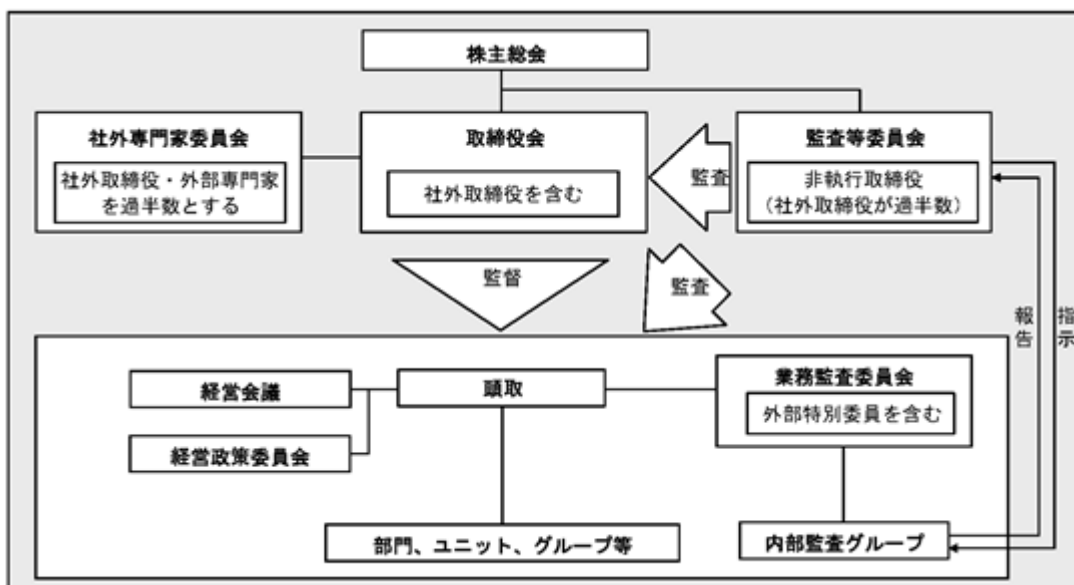 株主総会
社外専門家委員会
社外取締役・外部専門家
を過半数とする
取締役会
社外取締役を含む
監査
監査等委員会
非執行取締役
（社外取締役が過半数）
監督
監査
報告
指示
経営会議
頭取
業務監査委員会
外部特別委員を含む
経営政策委員会
部門、ユニット、グループ等
内部監査グループ